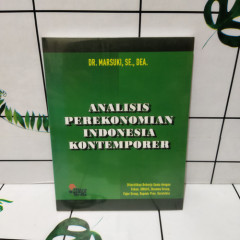 DR. MARSUKI, SE., DEA.
ANALISIS
PEREKONOMIAN
INDONESIA
KONTEMPORER